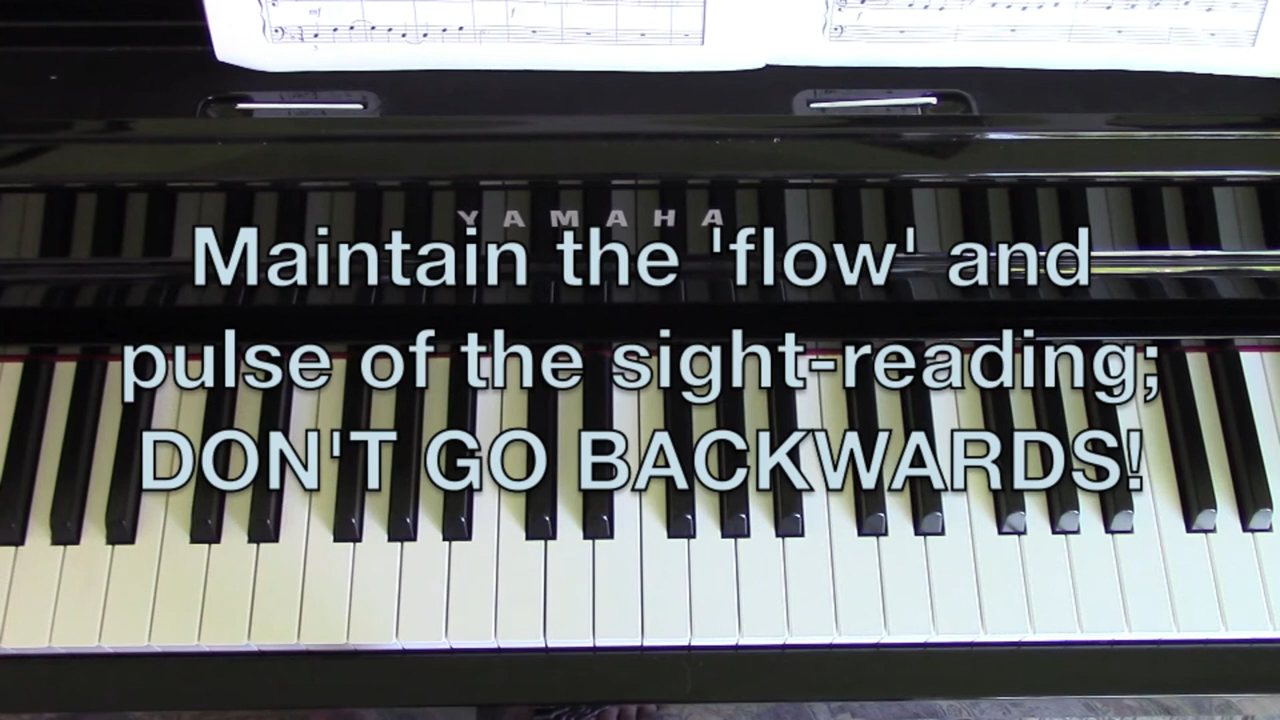 YAMAHA
Maintain the 'flow' and
pulse of the sight-reading;
DON'T GO BACKWARDS!